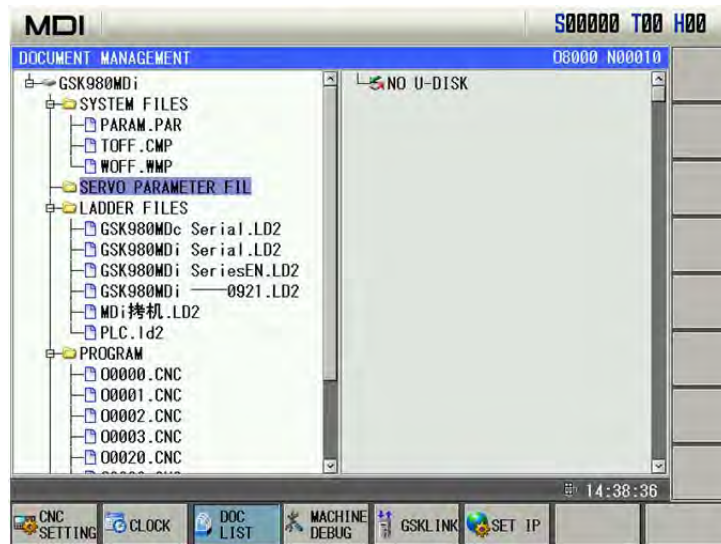 MDI S00000 T00 H00
DOCUMENT MANAGEMENT O8000 N00010
GSK980MDi
SYSTEM FILES
PARAM.PAR
TOFF.CMP
WOFF.WMP
SERVO PARAMETER FIL
LADDER FILES
GSK980MDc Serial.LD2
GSK980MDi Serial.LD2
GSK980MDi SeriesEN.LD2
GSK980MDi ——0921.LD2
MDi拷机.LD2
PLC.ld2
PROGRAM
O0000.CNC
O0001.CNC
O0002.CNC
O0003.CNC
O0020.CNC
NO U-DISK
14:38:36
CNC SETTING
CLOCK
DOC LIST
MACHINE DEBUG
GSKLINK
SET IP